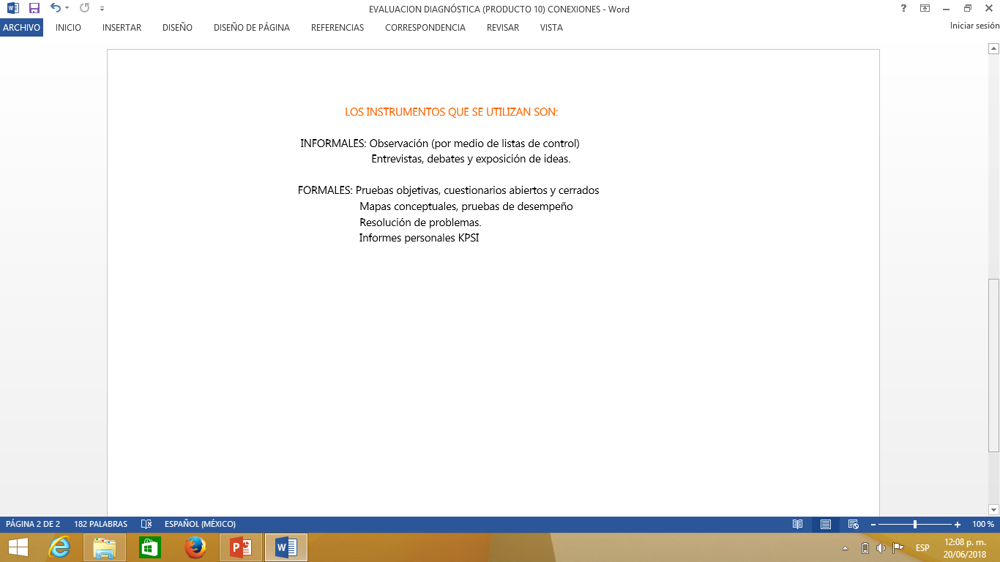 EVALUACION DIAGNÓSTICA (PRODUCTO 10) CONEXIONES - Word
ARCHIVO INICIO INSERTAR DISEÑO DISEÑO DE PÁGINA REFERENCIAS CORRESPONDENCIA REVISAR VISTA Iniciar sesión
LOS INSTRUMENTOS QUE SE UTILIZAN SON:
INFORMALES: Observación (por medio de listas de control)
Entrevistas, debates y exposición de ideas.
FORMALES: Pruebas objetivas, cuestionarios abiertos y cerrados
Mapas conceptuales, pruebas de desempeño
Resolución de problemas.
Informes personales KPSI
PÁGINA 2 DE 2 182 PALABRAS ESPAÑOL (MÉXICO) 100 %
ESP 12:08 p. m.
20/06/2018